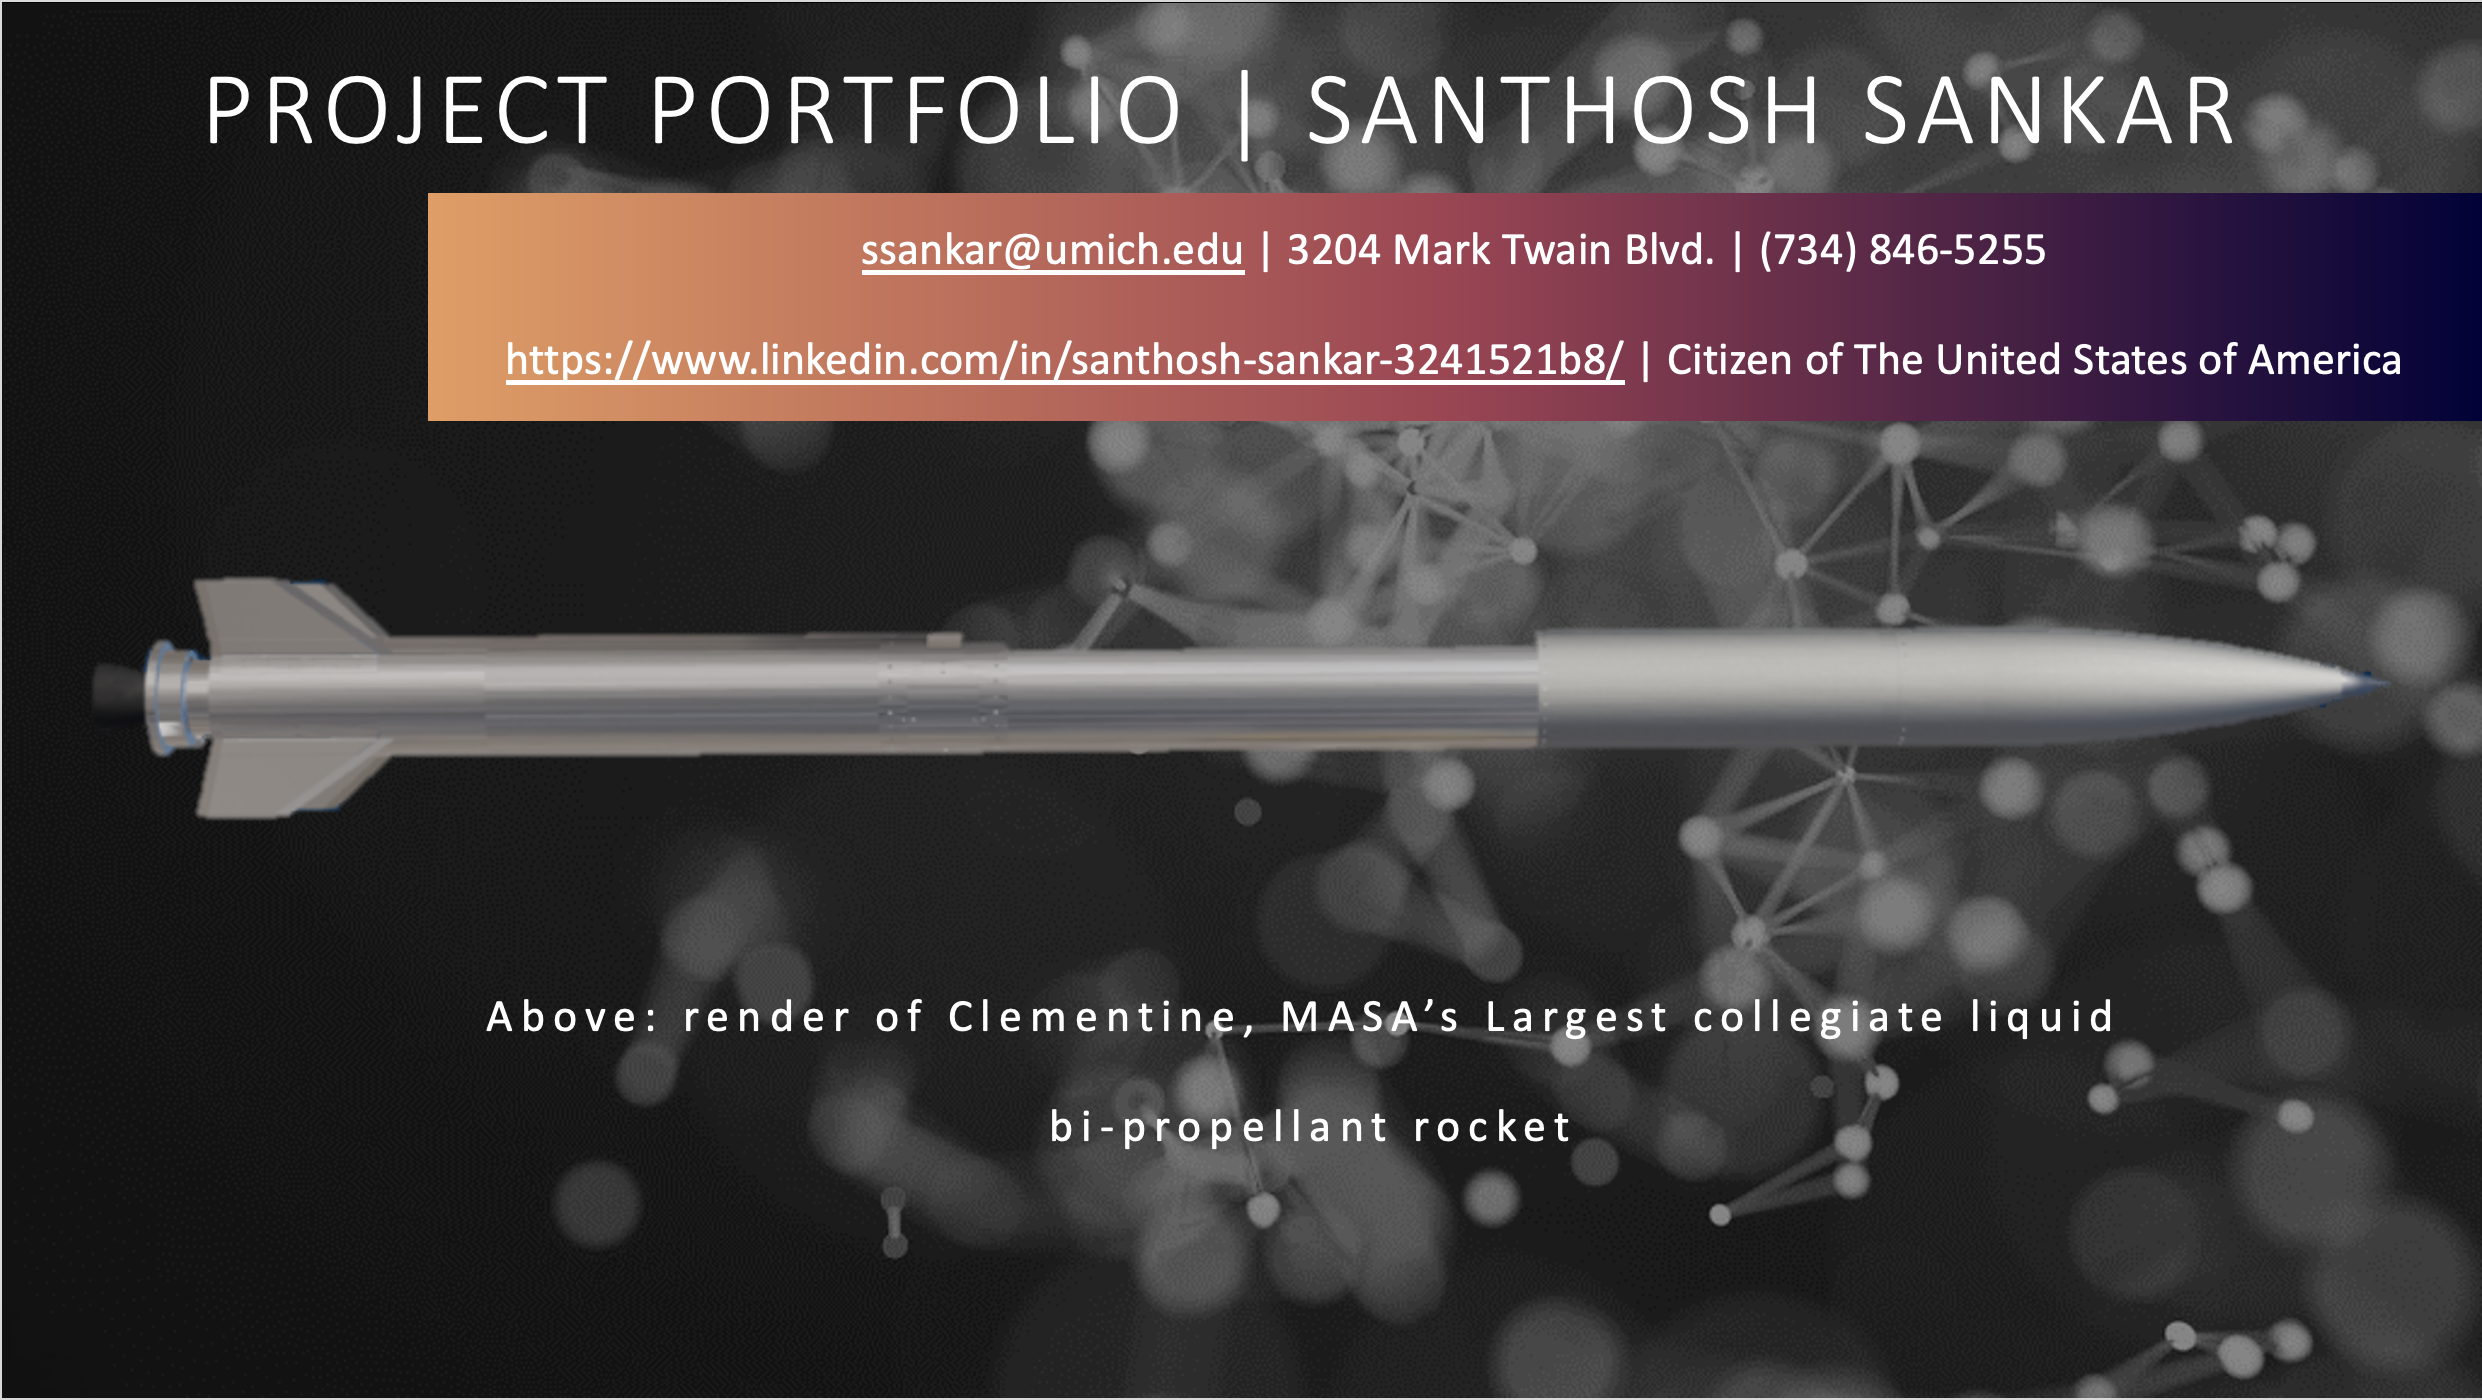 PROJECT PORTFOLIO | SANTHOSH SANKAR
ssankar@umich.edu | 3204 Mark Twain Blvd. | (734) 846-5255
https://www.linkedin.com/in/santhosh-sankar-3241521b8/ | Citizen of The United States of America
Above: render of Clementine, MASA’s Largest collegiate liquid
bi-propellant rocket